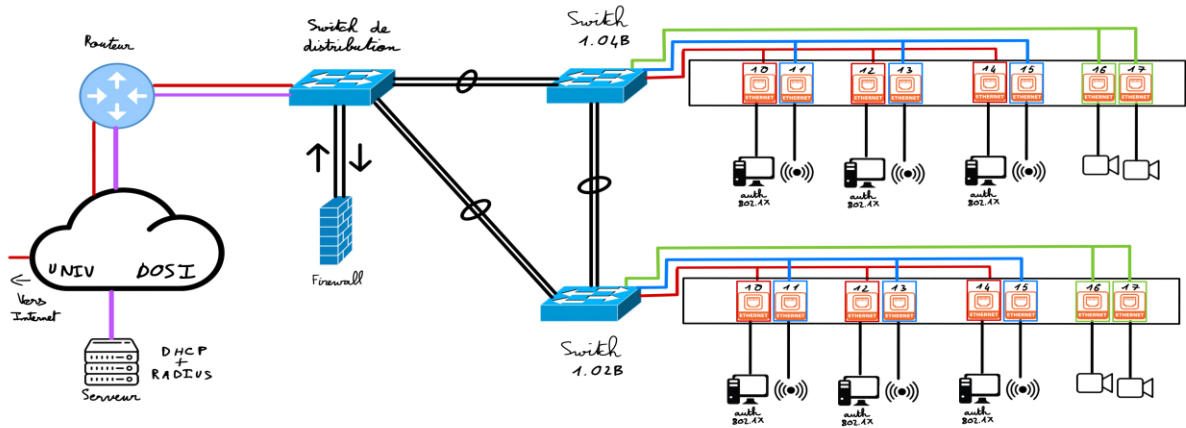 Routeur
Switch de
distribution
Switch
1.04B
10 11 12 13 14 15 16 17
ETHERNET ETHERNET ETHERNET ETHERNET ETHERNET ETHERNET ETHERNET ETHERNET
auth
802.1X
auth
802.1X
auth
802.1X
UNIV DOSI
Vers
Internet
Firewall
DHCP
+
RADIUS
Serveur
Switch
1.02B
10 11 12 13 14 15 16 17
ETHERNET ETHERNET ETHERNET ETHERNET ETHERNET ETHERNET ETHERNET ETHERNET
auth
802.1X
auth
802.1X
auth
802.1X